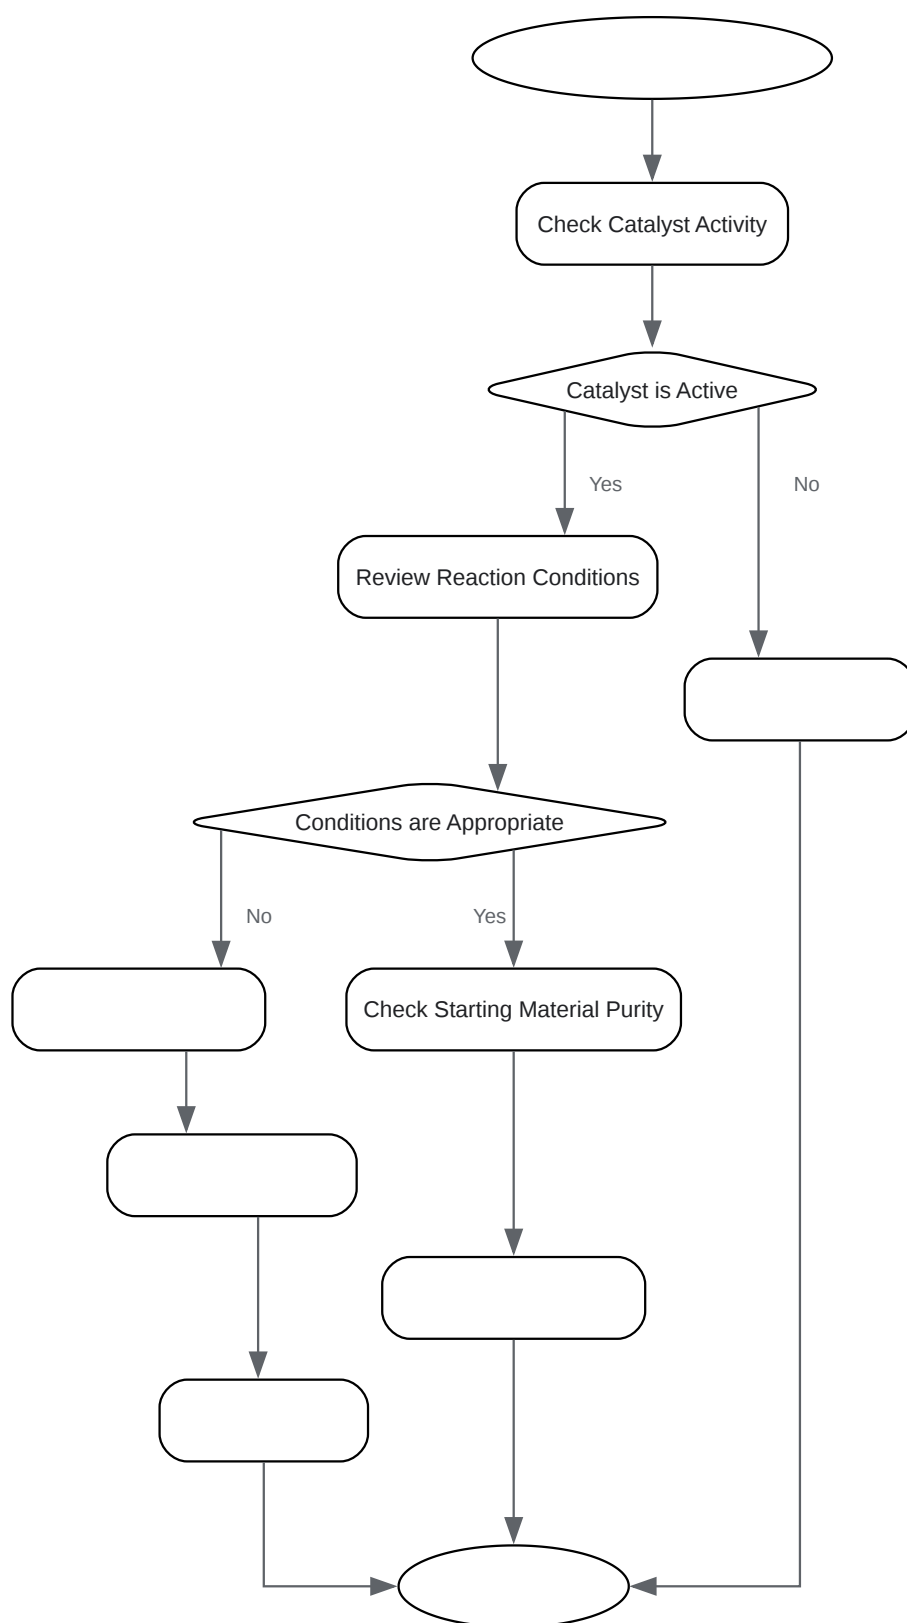 Check Catalyst Activity
Catalyst is Active
Yes
No
Review Reaction Conditions
Conditions are Appropriate
No
Yes
Check Starting Material Purity